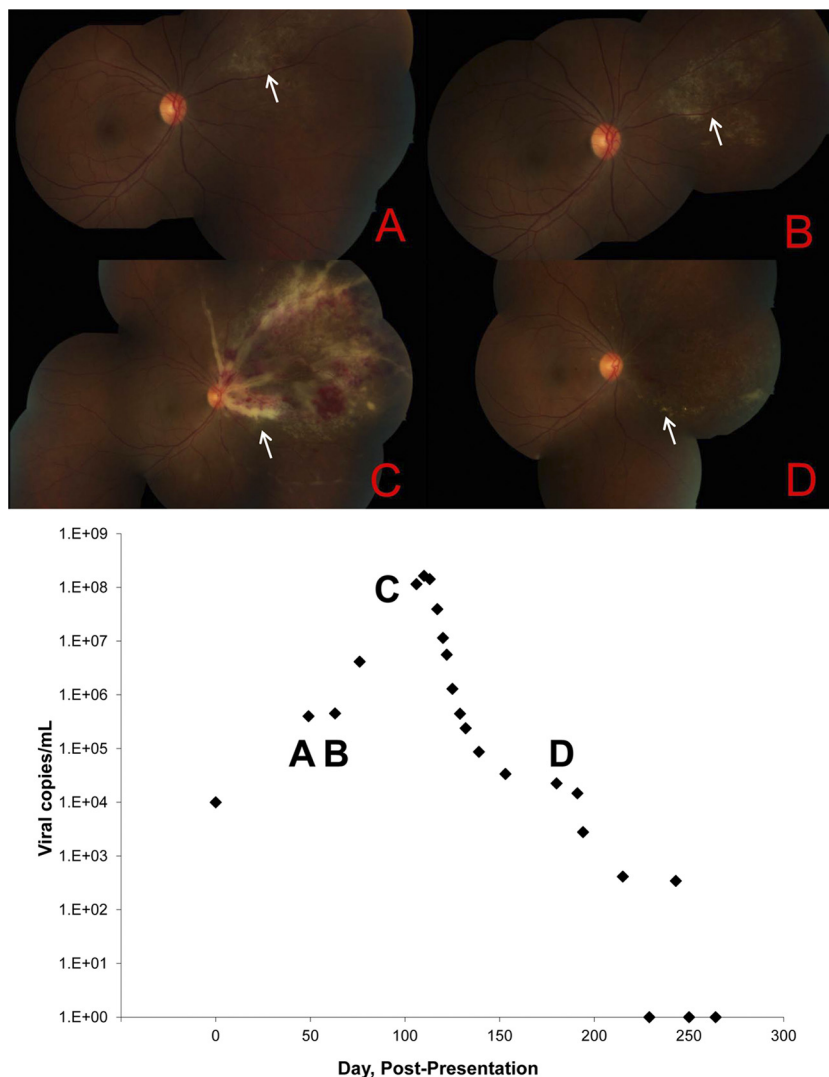 A
B
C
D
1.E+09
1.E+08
1.E+07
1.E+06
1.E+05
1.E+04
1.E+03
1.E+02
1.E+01
1.E+00
Viral copies/mL
C
A B
D
0 50 100 150 200 250 300
Day, Post-Presentation